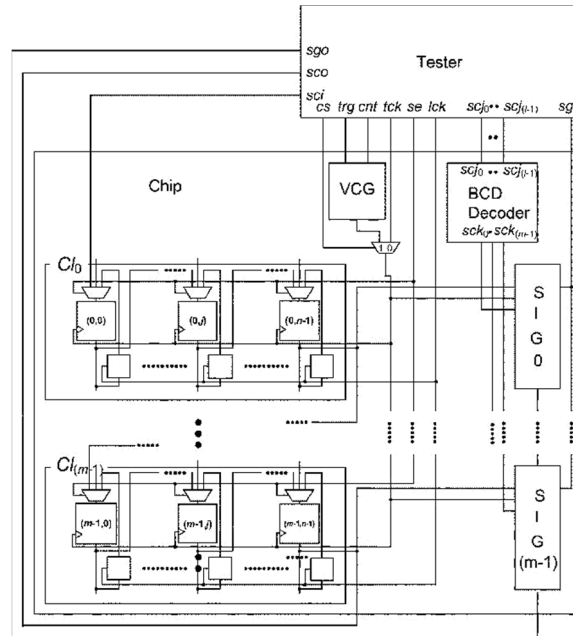 sgo
sco
sci
Tester
cs trg cnt tck se lck scj0·· scj(l-1) sg
Chip
VCG
scj0 ·· scj(l-1)
BCD
Decoder
sck0·· sck(m-1)
1 0
CI0
(0,0) (0,j) (0,n-1)
S
I
G
0
CI(m-1)
(m-1,0) (m-1,j) (m-1,n-1)
S
I
G
(m-1)